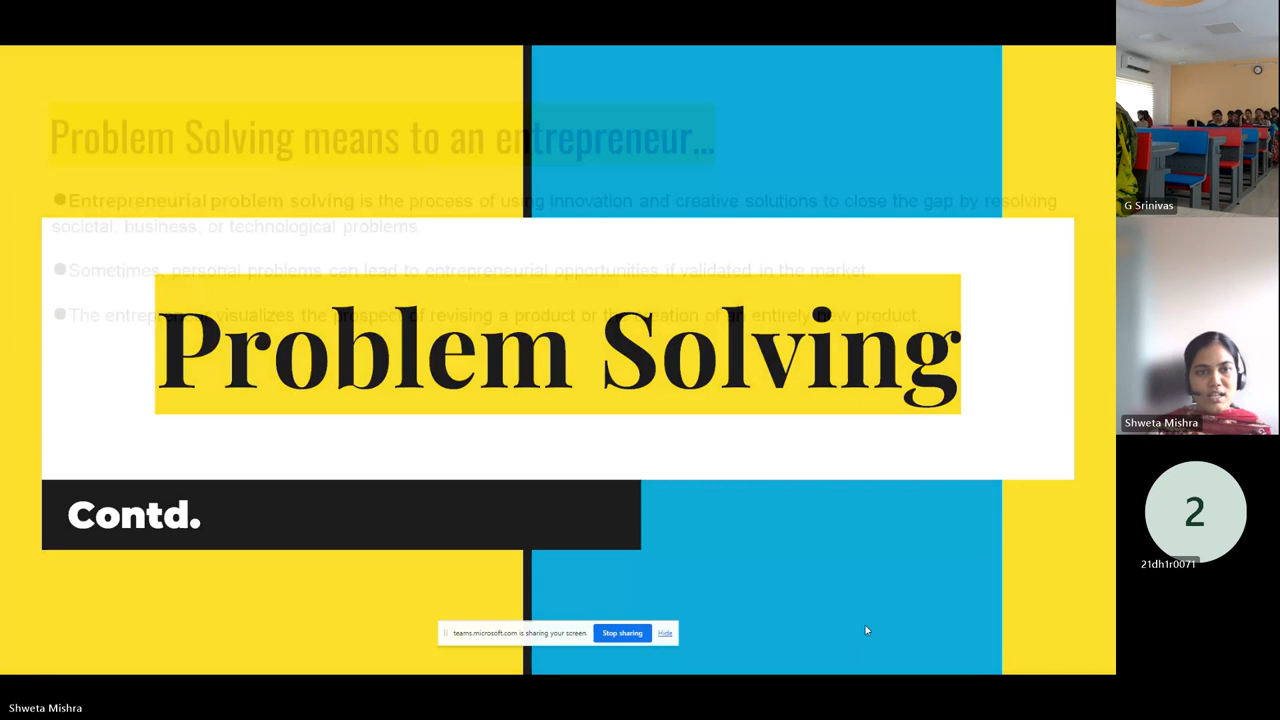 Problem Solving means to an entrepreneur...
●Entrepreneurial problem solving is the process of using innovation and creative solutions to close the gap by resolving
societal, business, or technological problems.
●Sometimes, personal problems can lead to entrepreneurial opportunities if validated in the market.
●The entrepreneur visualizes the prospect of revising a product or the creation of an entirely new product.
Problem Solving
Contd.
teams.microsoft.com is sharing your screen.
Stop sharing
Hide
G Srinivas
Shweta Mishra
2
21dh1r0071
Shweta Mishra